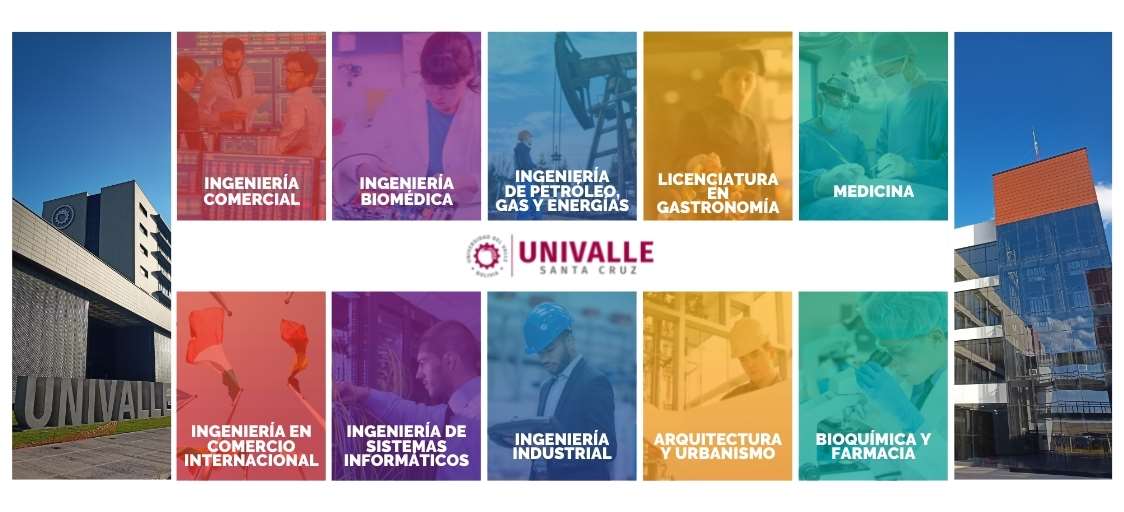 INGENIERÍA
COMERCIAL
INGENIERÍA
BIOMÉDICA
INGENIERÍA
DE PETRÓLEO,
GAS Y ENERGÍAS
LICENCIATURA
EN
GASTRONOMÍA
MEDICINA
UNIVERSIDAD DEL VALLE
BOLIVIA
UNIVALLE
SANTA CRUZ
UNIVALLE
INGENIERÍA EN
COMERCIO
INTERNACIONAL
INGENIERÍA DE
SISTEMAS
INFORMÁTICOS
INGENIERÍA
INDUSTRIAL
ARQUITECTURA
Y URBANISMO
BIOQUÍMICA Y
FARMACIA